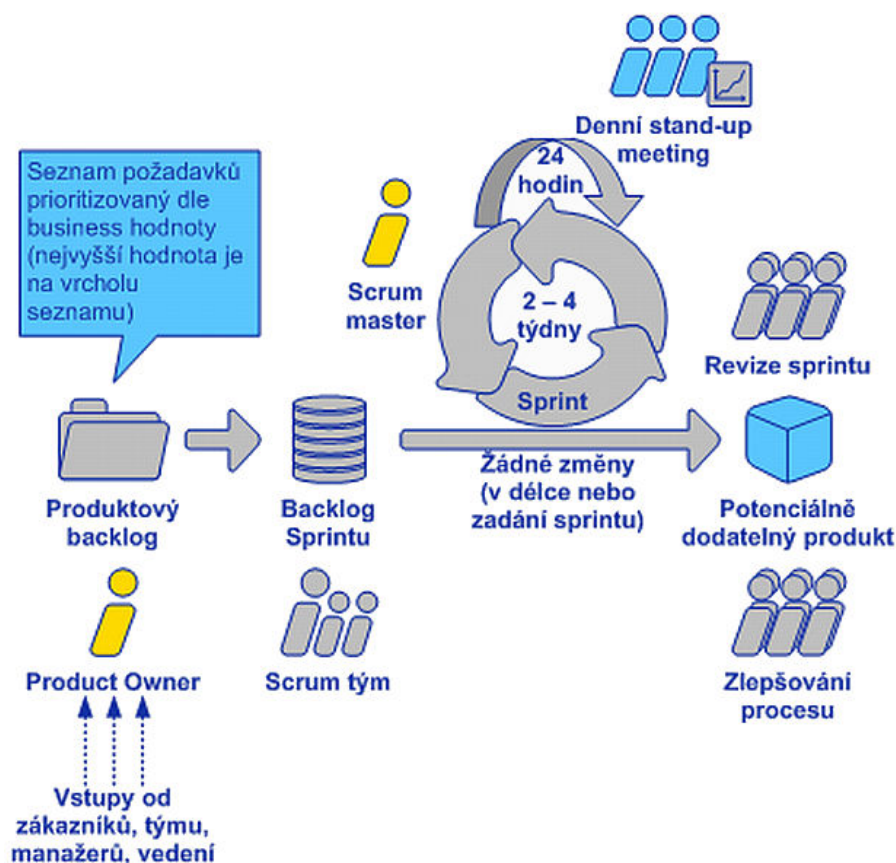 Denní stand-up
meeting
24
hodin
Seznam požadavků
prioritizovaný dle
business hodnoty
(nejvyšší hodnota je
na vrcholu
seznamu)
Scrum
master
2 – 4
týdny
Sprint
Revize sprintu
Produktový
backlog
Backlog
Sprintu
Žádné změny
(v délce nebo
zadání sprintu)
Potenciálně
dodatelný produkt
Product Owner
Scrum tým
Zlepšování
procesu
Vstupy od
zákazníků, týmu,
manažerů, vedení